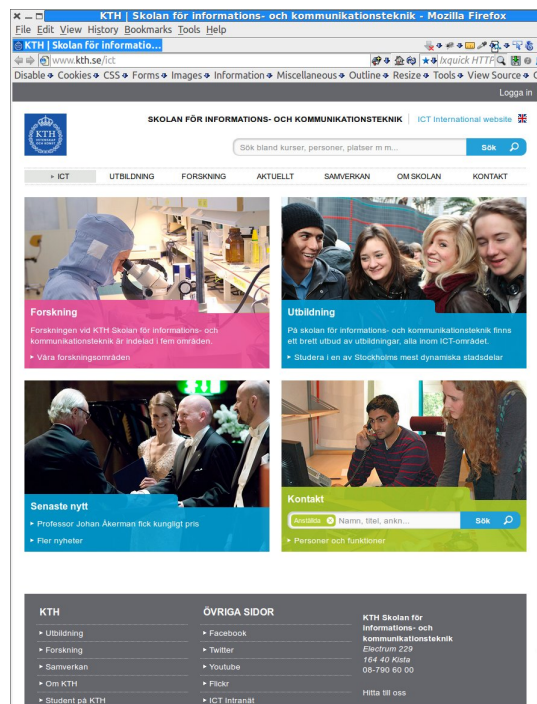 KTH | Skolan för informations- och kommunikationsteknik - Mozilla Firefox
File Edit View History Bookmarks Tools Help
KTH | Skolan för informatio...
www.kth.se/ict
Ixquick HTTP
Disable Cookies CSS Forms Images Information Miscellaneous Outline Resize Tools View Source
Logga in
KTH
SKOLAN FÖR INFORMATIONS- OCH KOMMUNIKATIONSTEKNIK
ICT International website
Sök bland kurser, personer, platser m m...
Sök
ICT UTBILDNING FORSKNING AKTUELLT SAMVERKAN OM SKOLAN KONTAKT
Forskning
Forskningen vid KTH Skolan för informations- och
kommunikationsteknik är indelad i fem områden.
Våra forskningsområden
Utbildning
På skolan för informations- och kommunikationsteknik finns
ett brett utbud av utbildningar, alla inom ICT-området.
Studera i en av Stockholms mest dynamiska stadsdelar
Senaste nytt
Professor Johan Åkerman fick kungligt pris
Fler nyheter
Kontakt
Anställda Namn, titel, ankn... Sök
Personer och funktioner
KTH
Utbildning
Forskning
Samverkan
Om KTH
Student på KTH
ÖVRIGA SIDOR
Facebook
Twitter
Youtube
Flickr
ICT Intranät
KTH Skolan för
informations- och
kommunikationsteknik
Electrum 229
164 40 Kista
08-790 60 00
Hitta till oss